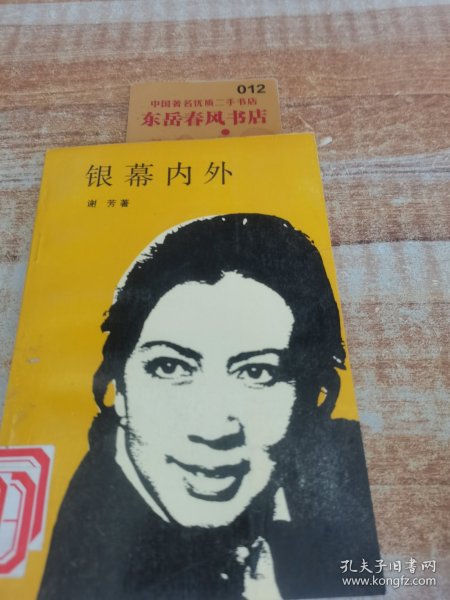 012
中国著名优质二手书店
东岳春风书店
银幕内外
谢芳著
孔夫子旧书网
www.kongfz.com